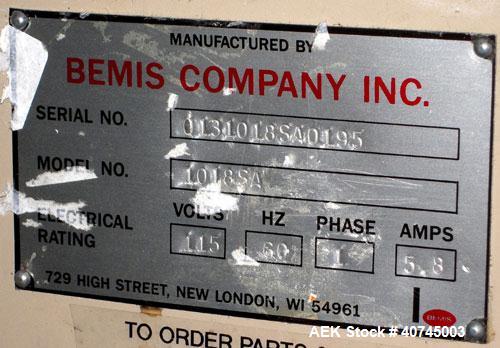 MANUFACTURED BY
BEMIS COMPANY INC.
SERIAL NO. 0131018SA0195
MODEL NO. 1018SA
ELECTRICAL RATING
VOLTS HZ PHASE AMPS
115 60 1 5.8
729 HIGH STREET, NEW LONDON, WI 54961
BEMIS
TO ORDER PARTS
AEK Stock # 40745003